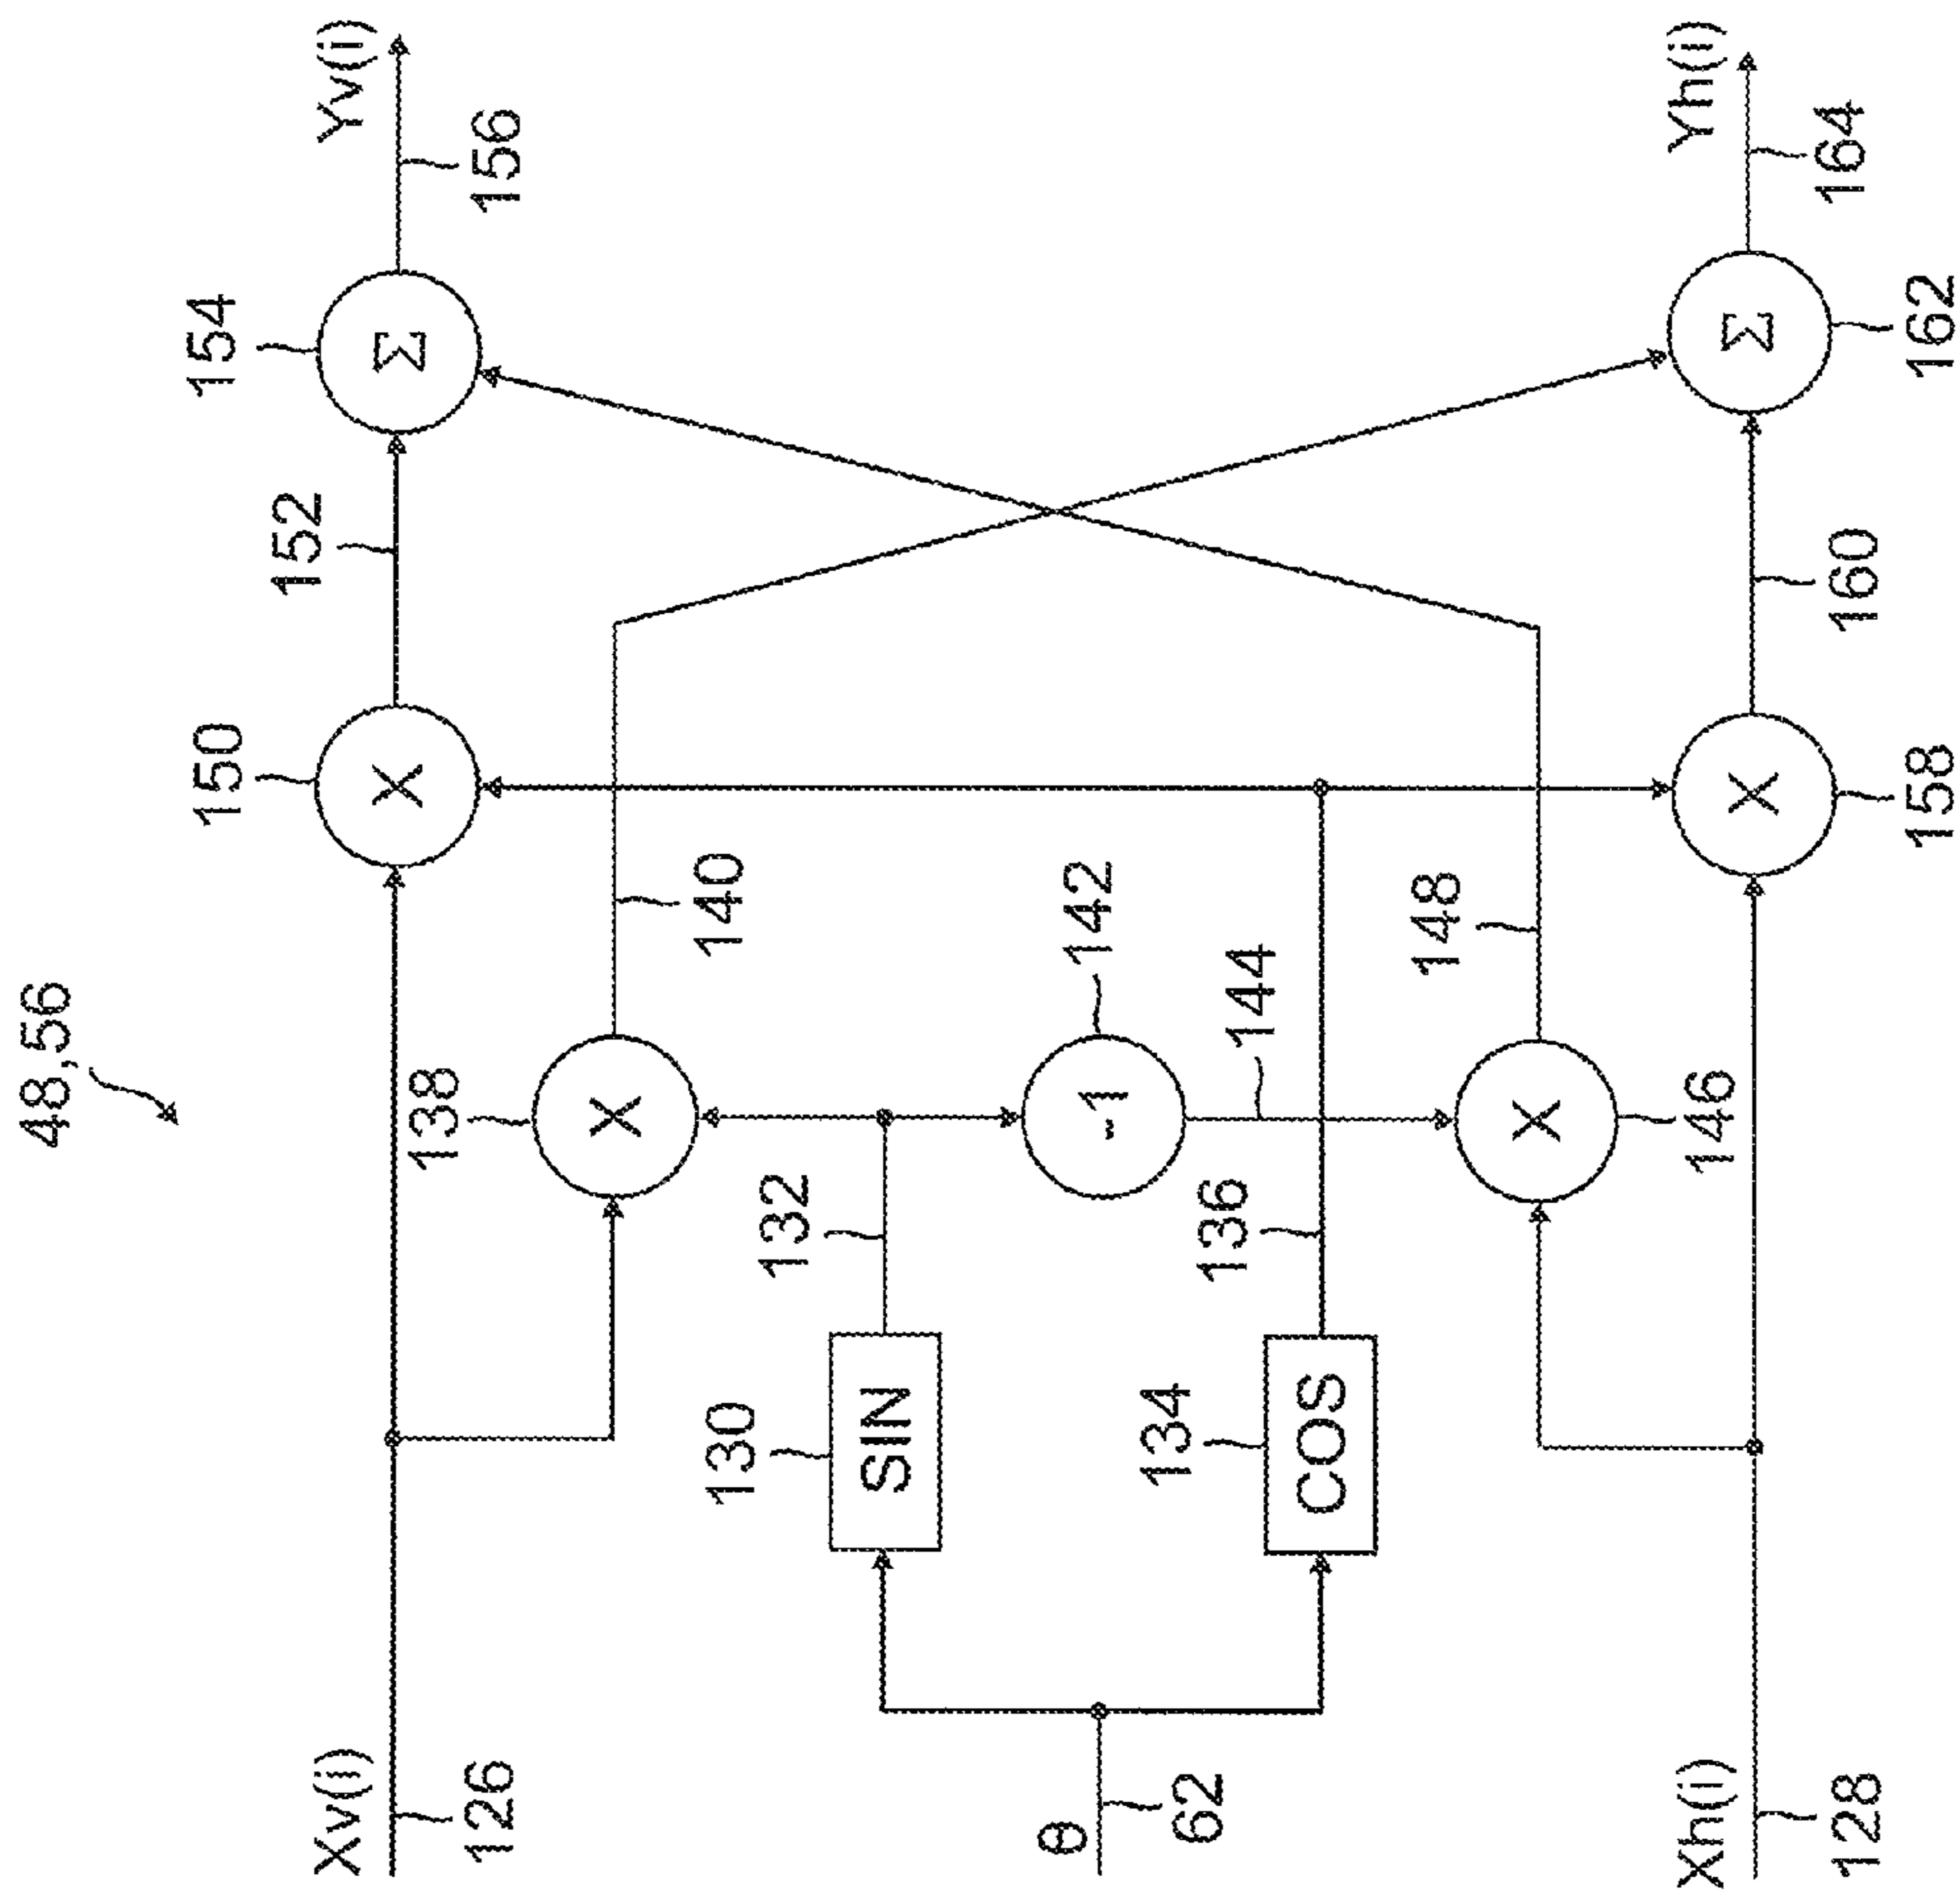 48,56
Xv(i)
126
150
X
152
154
Σ
Yv(i)
156
138
X
140
130
SIN
132
θ
62
-1
142
144
134
COS
136
148
X
146
Xh(i)
128
X
158
160
Σ
162
Yh(i)
164